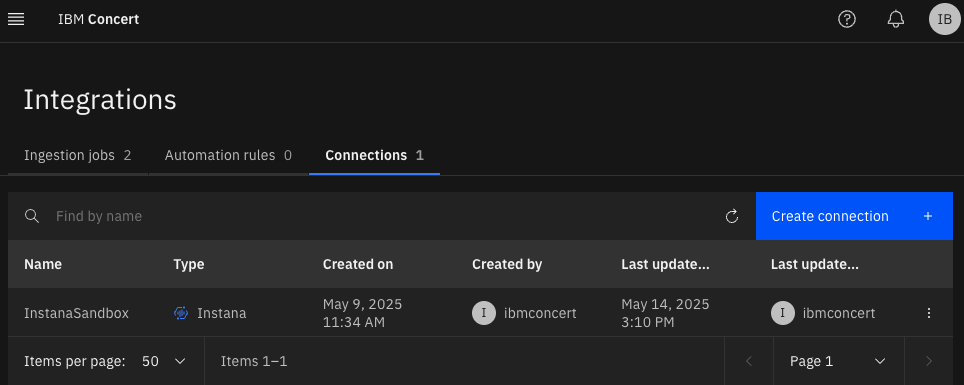 IBM Concert
IB
Integrations
Ingestion jobs 2 Automation rules 0 Connections 1
Find by name Create connection +
Name Type Created on Created by Last update... Last update...
InstanaSandbox Instana May 9, 2025 11:34 AM I ibmconcert May 14, 2025 3:10 PM I ibmconcert
Items per page: 50 Items 1–1 Page 1